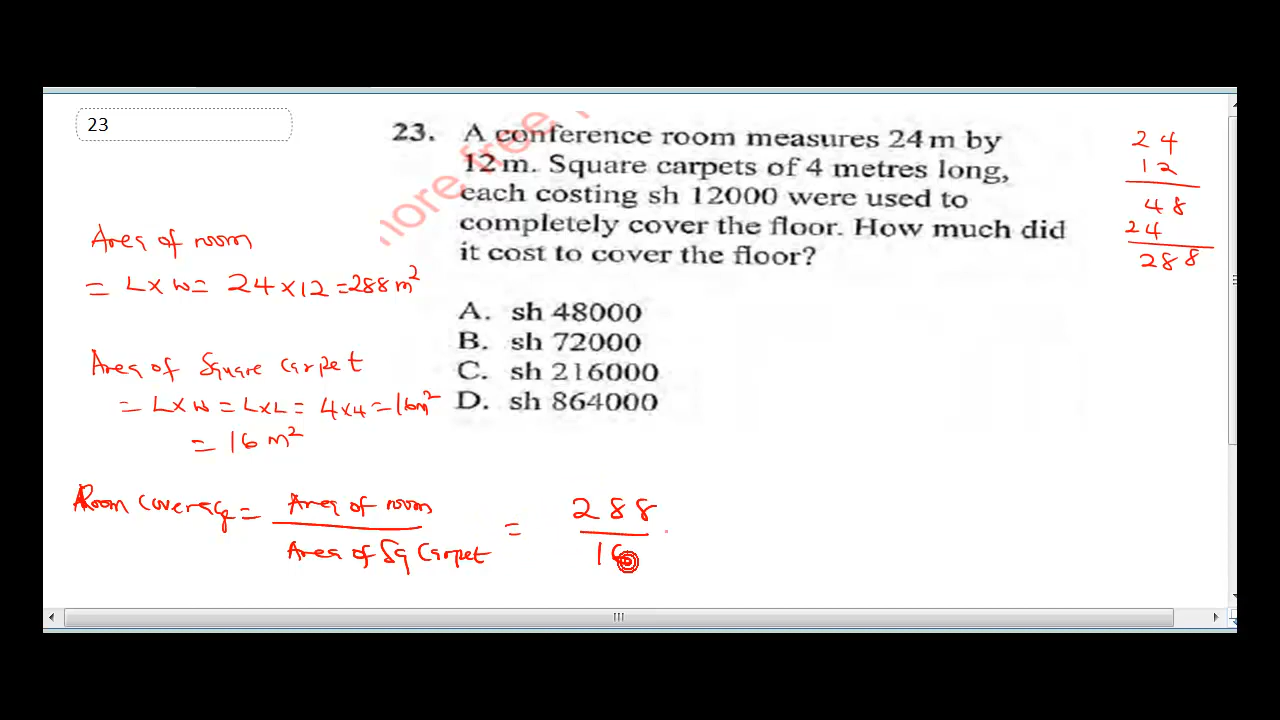 23
23. A conference room measures 24 m by
12 m. Square carpets of 4 metres long,
each costing sh 12000 were used to
completely cover the floor. How much did
it cost to cover the floor?
A. sh 48000
B. sh 72000
C. sh 216000
D. sh 864000
more free
24
12
48
24
288
Area of room
= L x W = 24 x 12 = 288 m²
Area of Square Carpet
= L x W = L x L = 4 x 4 = 16m²
= 16 m²
Room coverag = Area of room / Area of Sq Carpet = 288 / 16